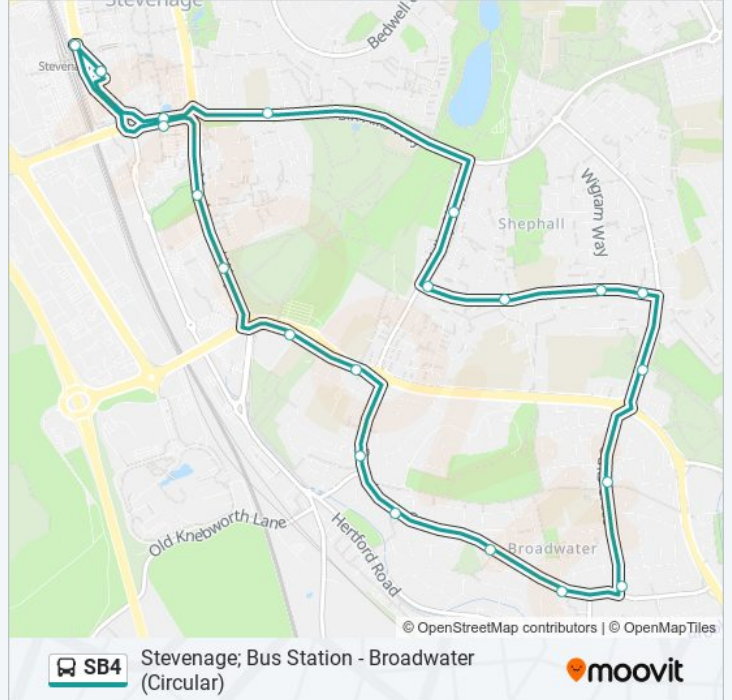 Stevenage
Bedwell
Steven
Wigram Way
Shephall
Old Knebworth Lane
Hertford Road
Broadwater
© OpenStreetMap contributors | © OpenMapTiles
SB4
Stevenage; Bus Station - Broadwater
(Circular)
moovit